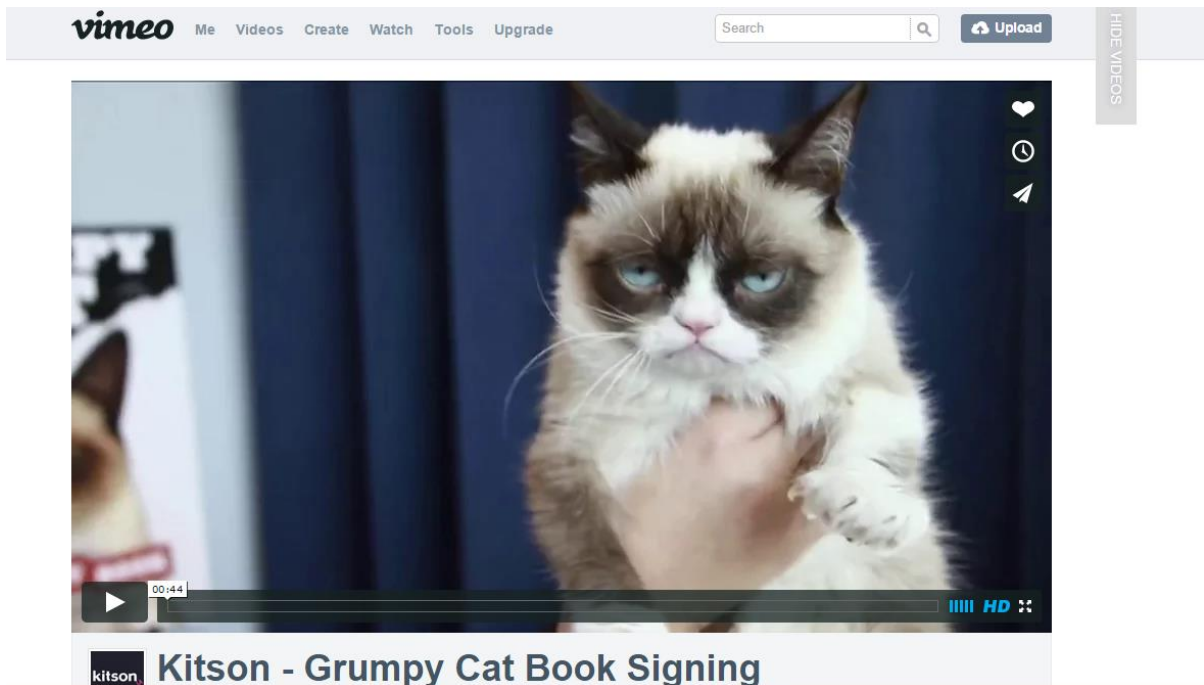 vimeo Me Videos Create Watch Tools Upgrade Search Upload
HIDE VIDEOS
00:44
HD
kitson
Kitson - Grumpy Cat Book Signing